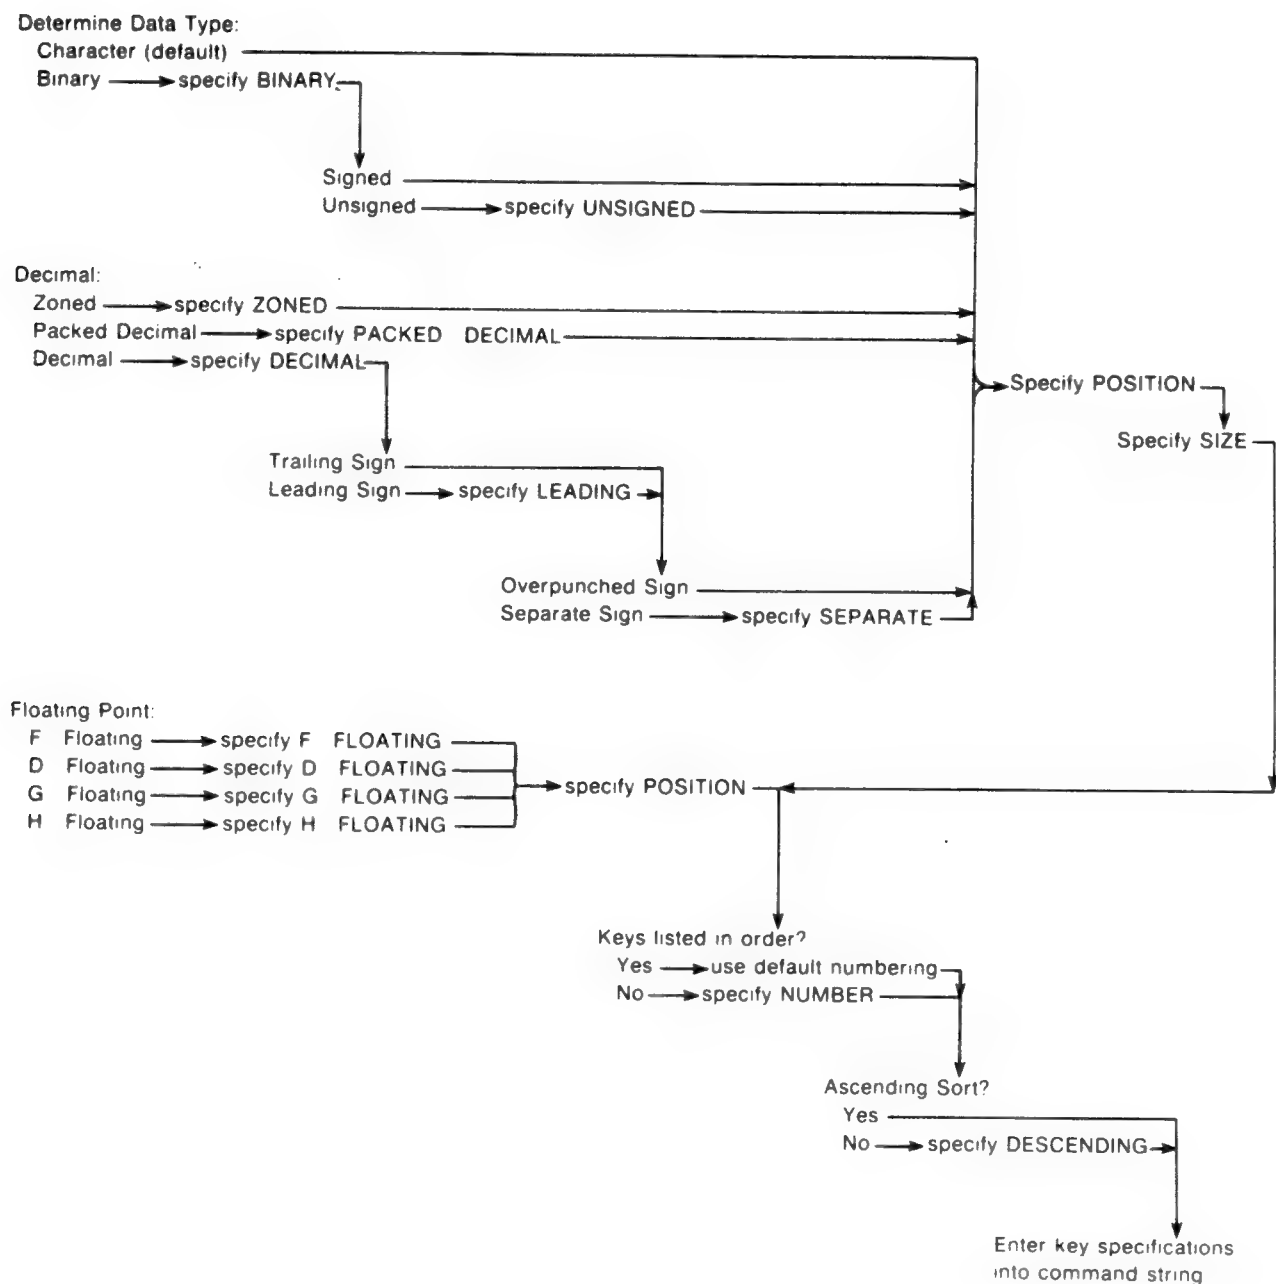 Determine Data Type:
Character (default)
Binary specify BINARY
Signed
Unsigned specify UNSIGNED
Decimal:
Zoned specify ZONED
Packed Decimal specify PACKED DECIMAL
Decimal specify DECIMAL
Specify POSITION
Specify SIZE
Trailing Sign
Leading Sign specify LEADING
Overpunched Sign
Separate Sign specify SEPARATE
Floating Point:
F Floating specify F FLOATING
D Floating specify D FLOATING
G Floating specify G FLOATING
H Floating specify H FLOATING
specify POSITION
Keys listed in order?
Yes use default numbering
No specify NUMBER
Ascending Sort?
Yes
No specify DESCENDING
Enter key specifications
into command string